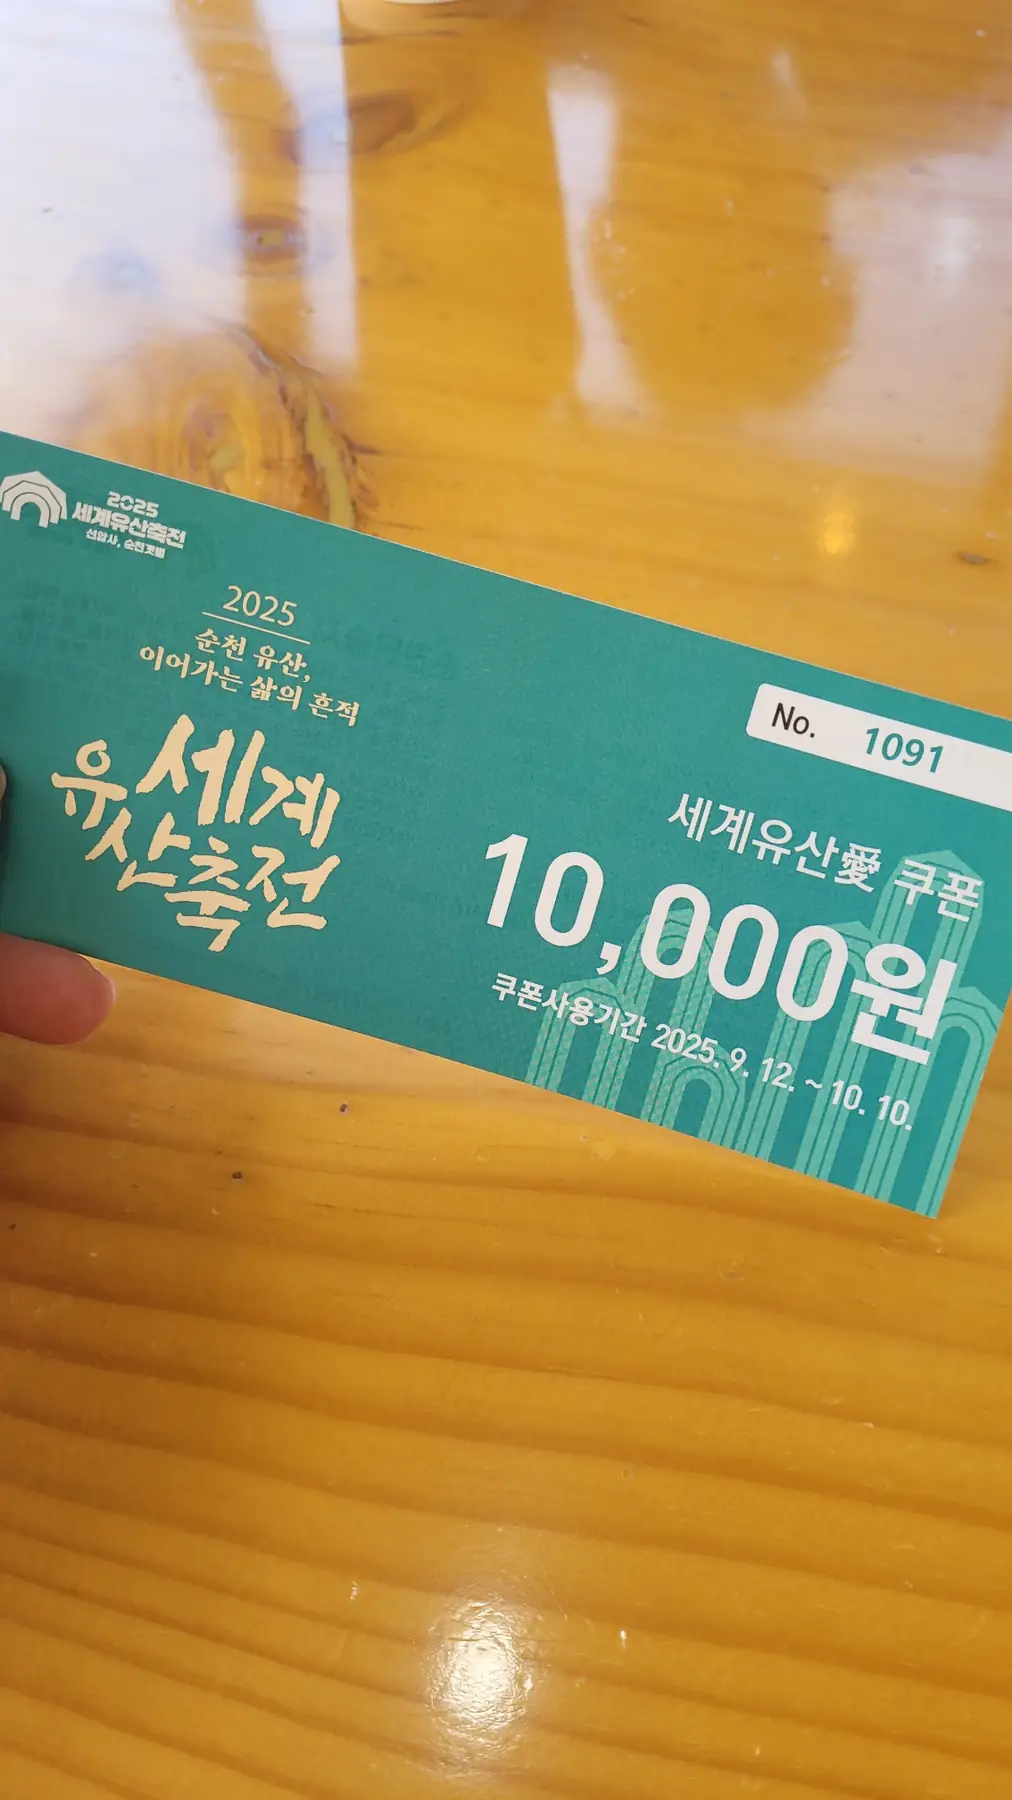 2025
세계유산축전
선암사, 순천갯벌
2025
순천 유산,
이어가는 삶의 흔적
세계
유산축전
No. 1091
세계유산愛 쿠폰
10,000원
쿠폰사용기간 2025. 9. 12. ~ 10. 10.